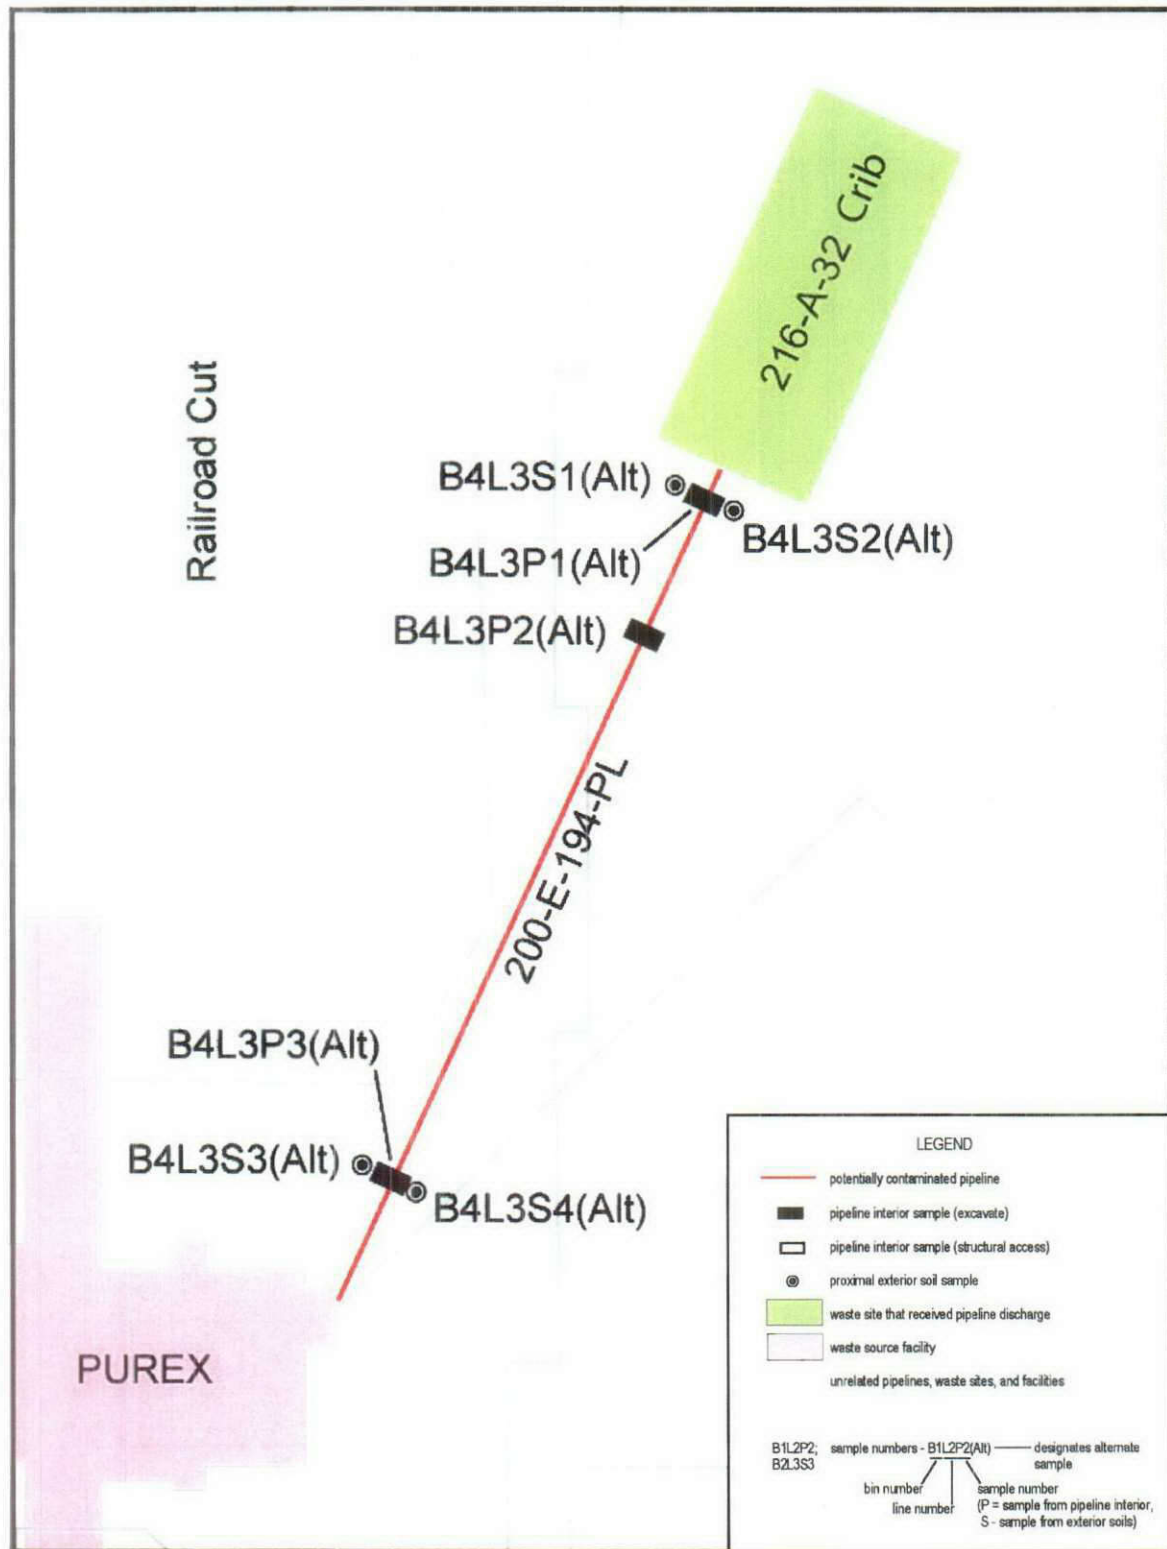 216-A-32 Crib
Railroad Cut
B4L3S1(Alt)
B4L3S2(Alt)
B4L3P1(Alt)
B4L3P2(Alt)
200-E-194-PL
B4L3P3(Alt)
B4L3S3(Alt)
B4L3S4(Alt)
PUREX
LEGEND
potentially contaminated pipeline
pipeline interior sample (excavate)
pipeline interior sample (structural access)
proximal exterior soil sample
waste site that received pipeline discharge
waste source facility
unrelated pipelines, waste sites, and facilities
B1L2P2; sample numbers - B1L2P2(Alt) designates alternate
B2L3S3 sample
bin number sample number
line number (P = sample from pipeline interior,
S - sample from exterior soils)